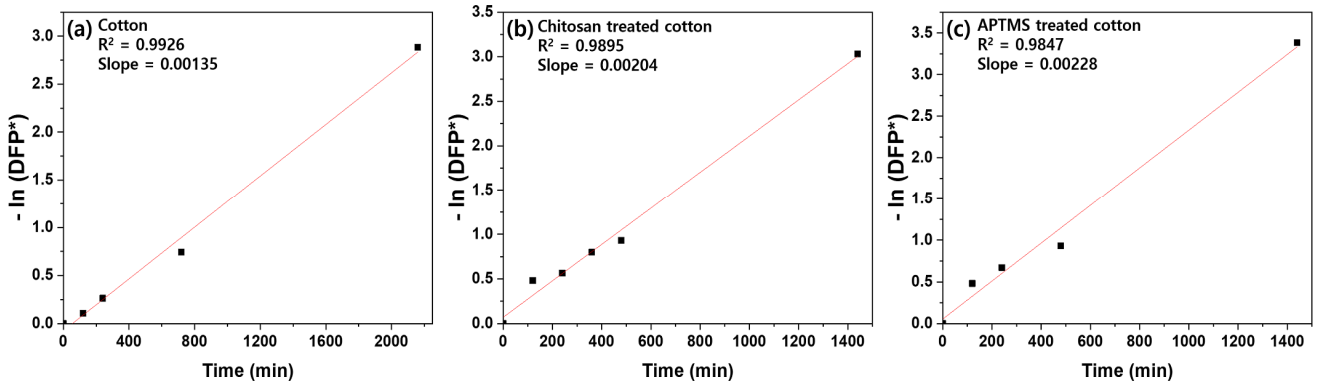 (a) Cotton
R² = 0.9926
Slope = 0.00135
- ln (DFP*)
3.0
2.5
2.0
1.5
1.0
0.5
0.0
0 400 800 1200 1600 2000
Time (min)
(b) Chitosan treated cotton
R² = 0.9895
Slope = 0.00204
- ln (DFP*)
3.5
3.0
2.5
2.0
1.5
1.0
0.5
0.0
0 200 400 600 800 1000 1200 1400
Time (min)
(c) APTMS treated cotton
R² = 0.9847
Slope = 0.00228
- ln (DFP*)
3.5
3.0
2.5
2.0
1.5
1.0
0.5
0.0
0 200 400 600 800 1000 1200 1400
Time (min)